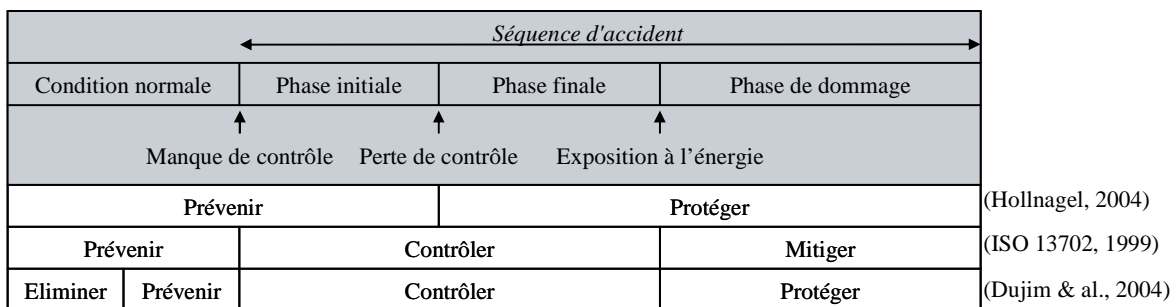 Séquence d'accident
Condition normale Phase initiale Phase finale Phase de dommage
Manque de contrôle Perte de contrôle Exposition à l'énergie
Prévenir Protéger (Hollnagel, 2004)
Prévenir Contrôler Mitiger (ISO 13702, 1999)
Eliminer Prévenir Contrôler Protéger (Dujim & al., 2004)